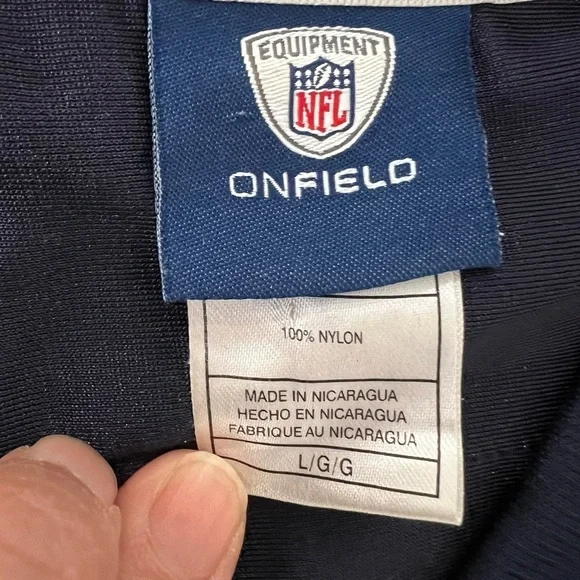 EQUIPMENT
NFL
ONFIELD
100% NYLON
MADE IN NICARAGUA
HECHO EN NICARAGUA
FABRIQUE AU NICARAGUA
L/G/G